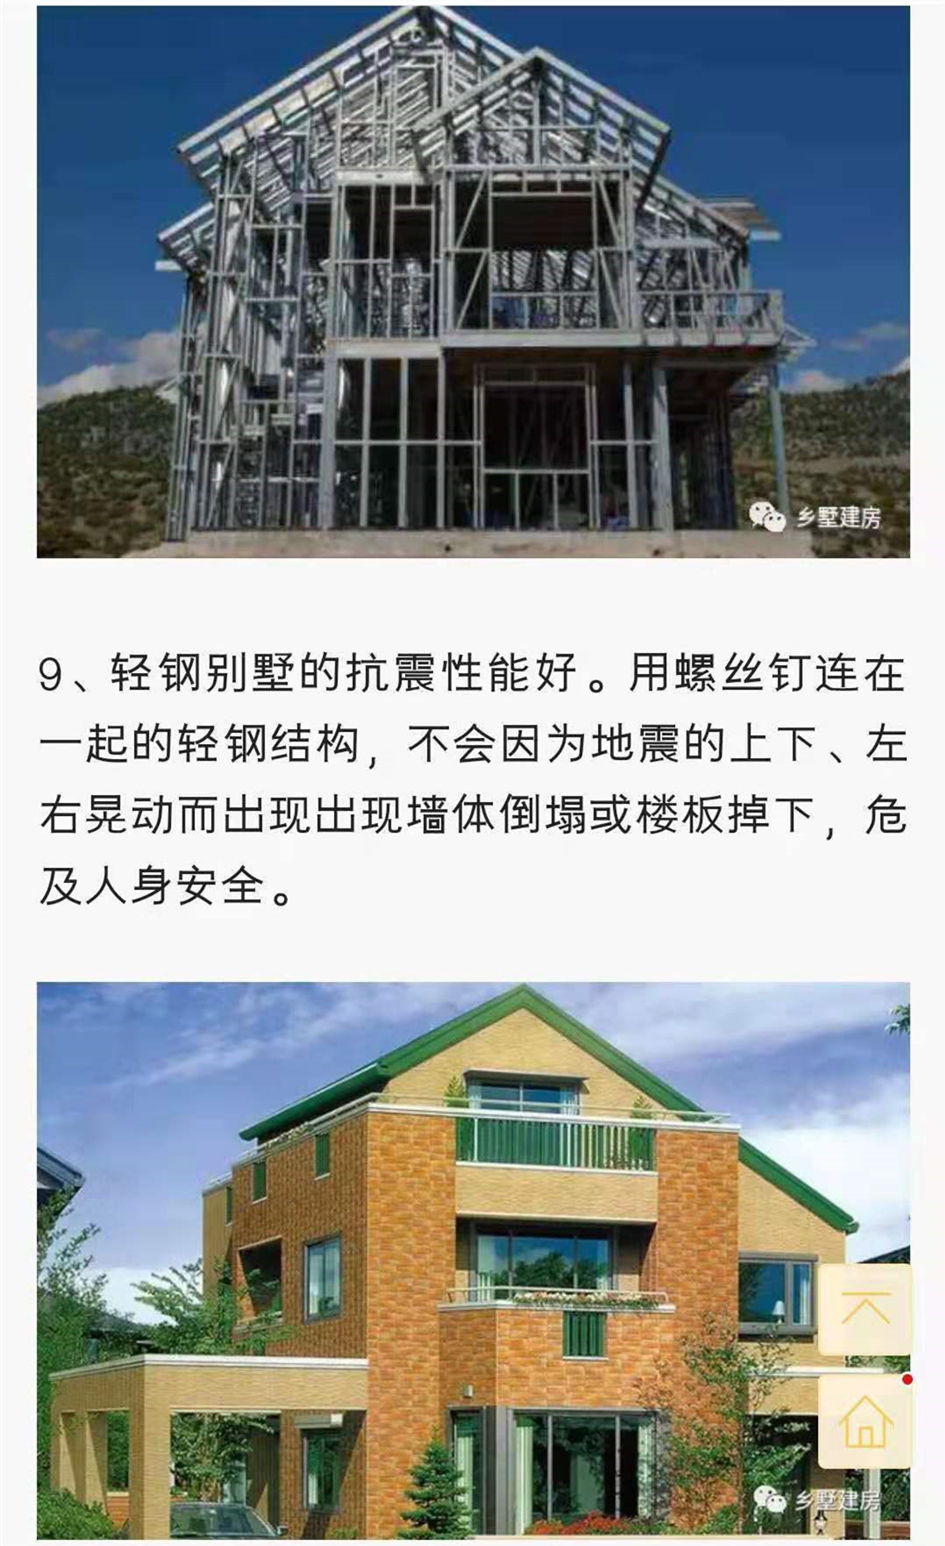 乡墅建房
9、轻钢别墅的抗震性能好。用螺丝钉连在
一起的轻钢结构，不会因为地震的上下、左
右晃动而出现出现墙体倒塌或楼板掉下，危
及人身安全。
乡墅建房